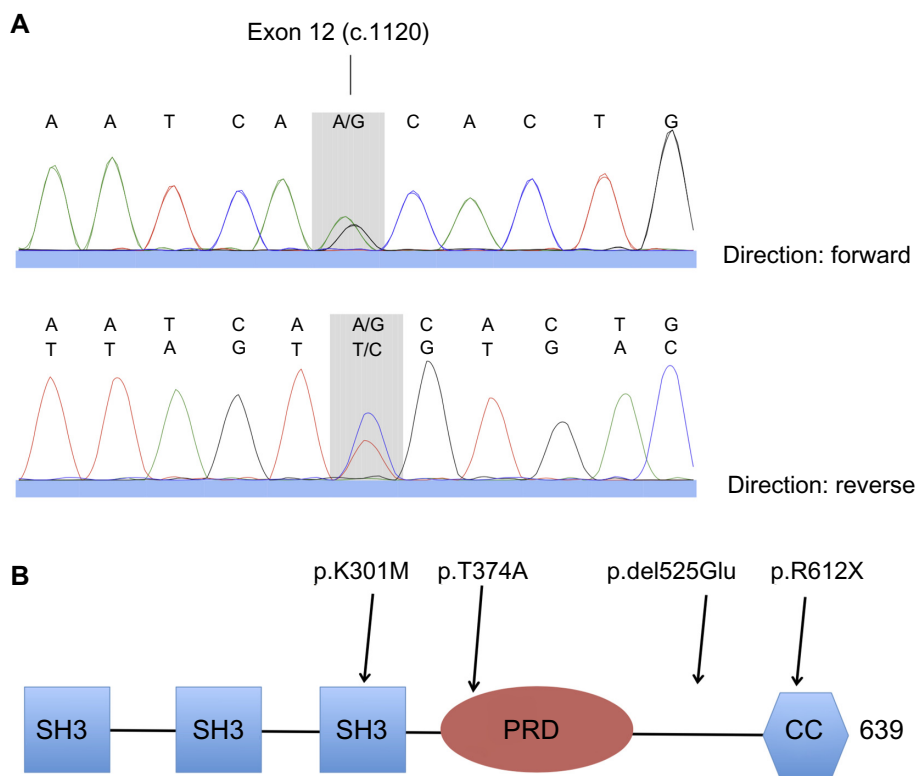 A
Exon 12 (c.1120)
A A T C A A/G C A C T G
Direction: forward
A A T C A A/G C A C T G
T T A G T T/C G T G A C
Direction: reverse
B
p.K301M p.T374A p.del525Glu p.R612X
SH3 SH3 SH3 PRD CC 639